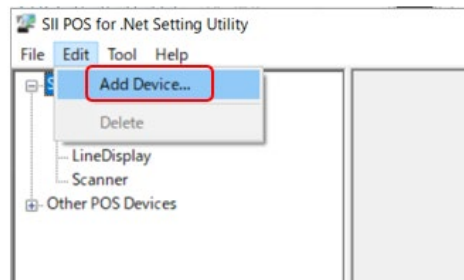 SII POS for .Net Setting Utility
File Edit Tool Help
Add Device...
Delete
LineDisplay
Scanner
Other POS Devices